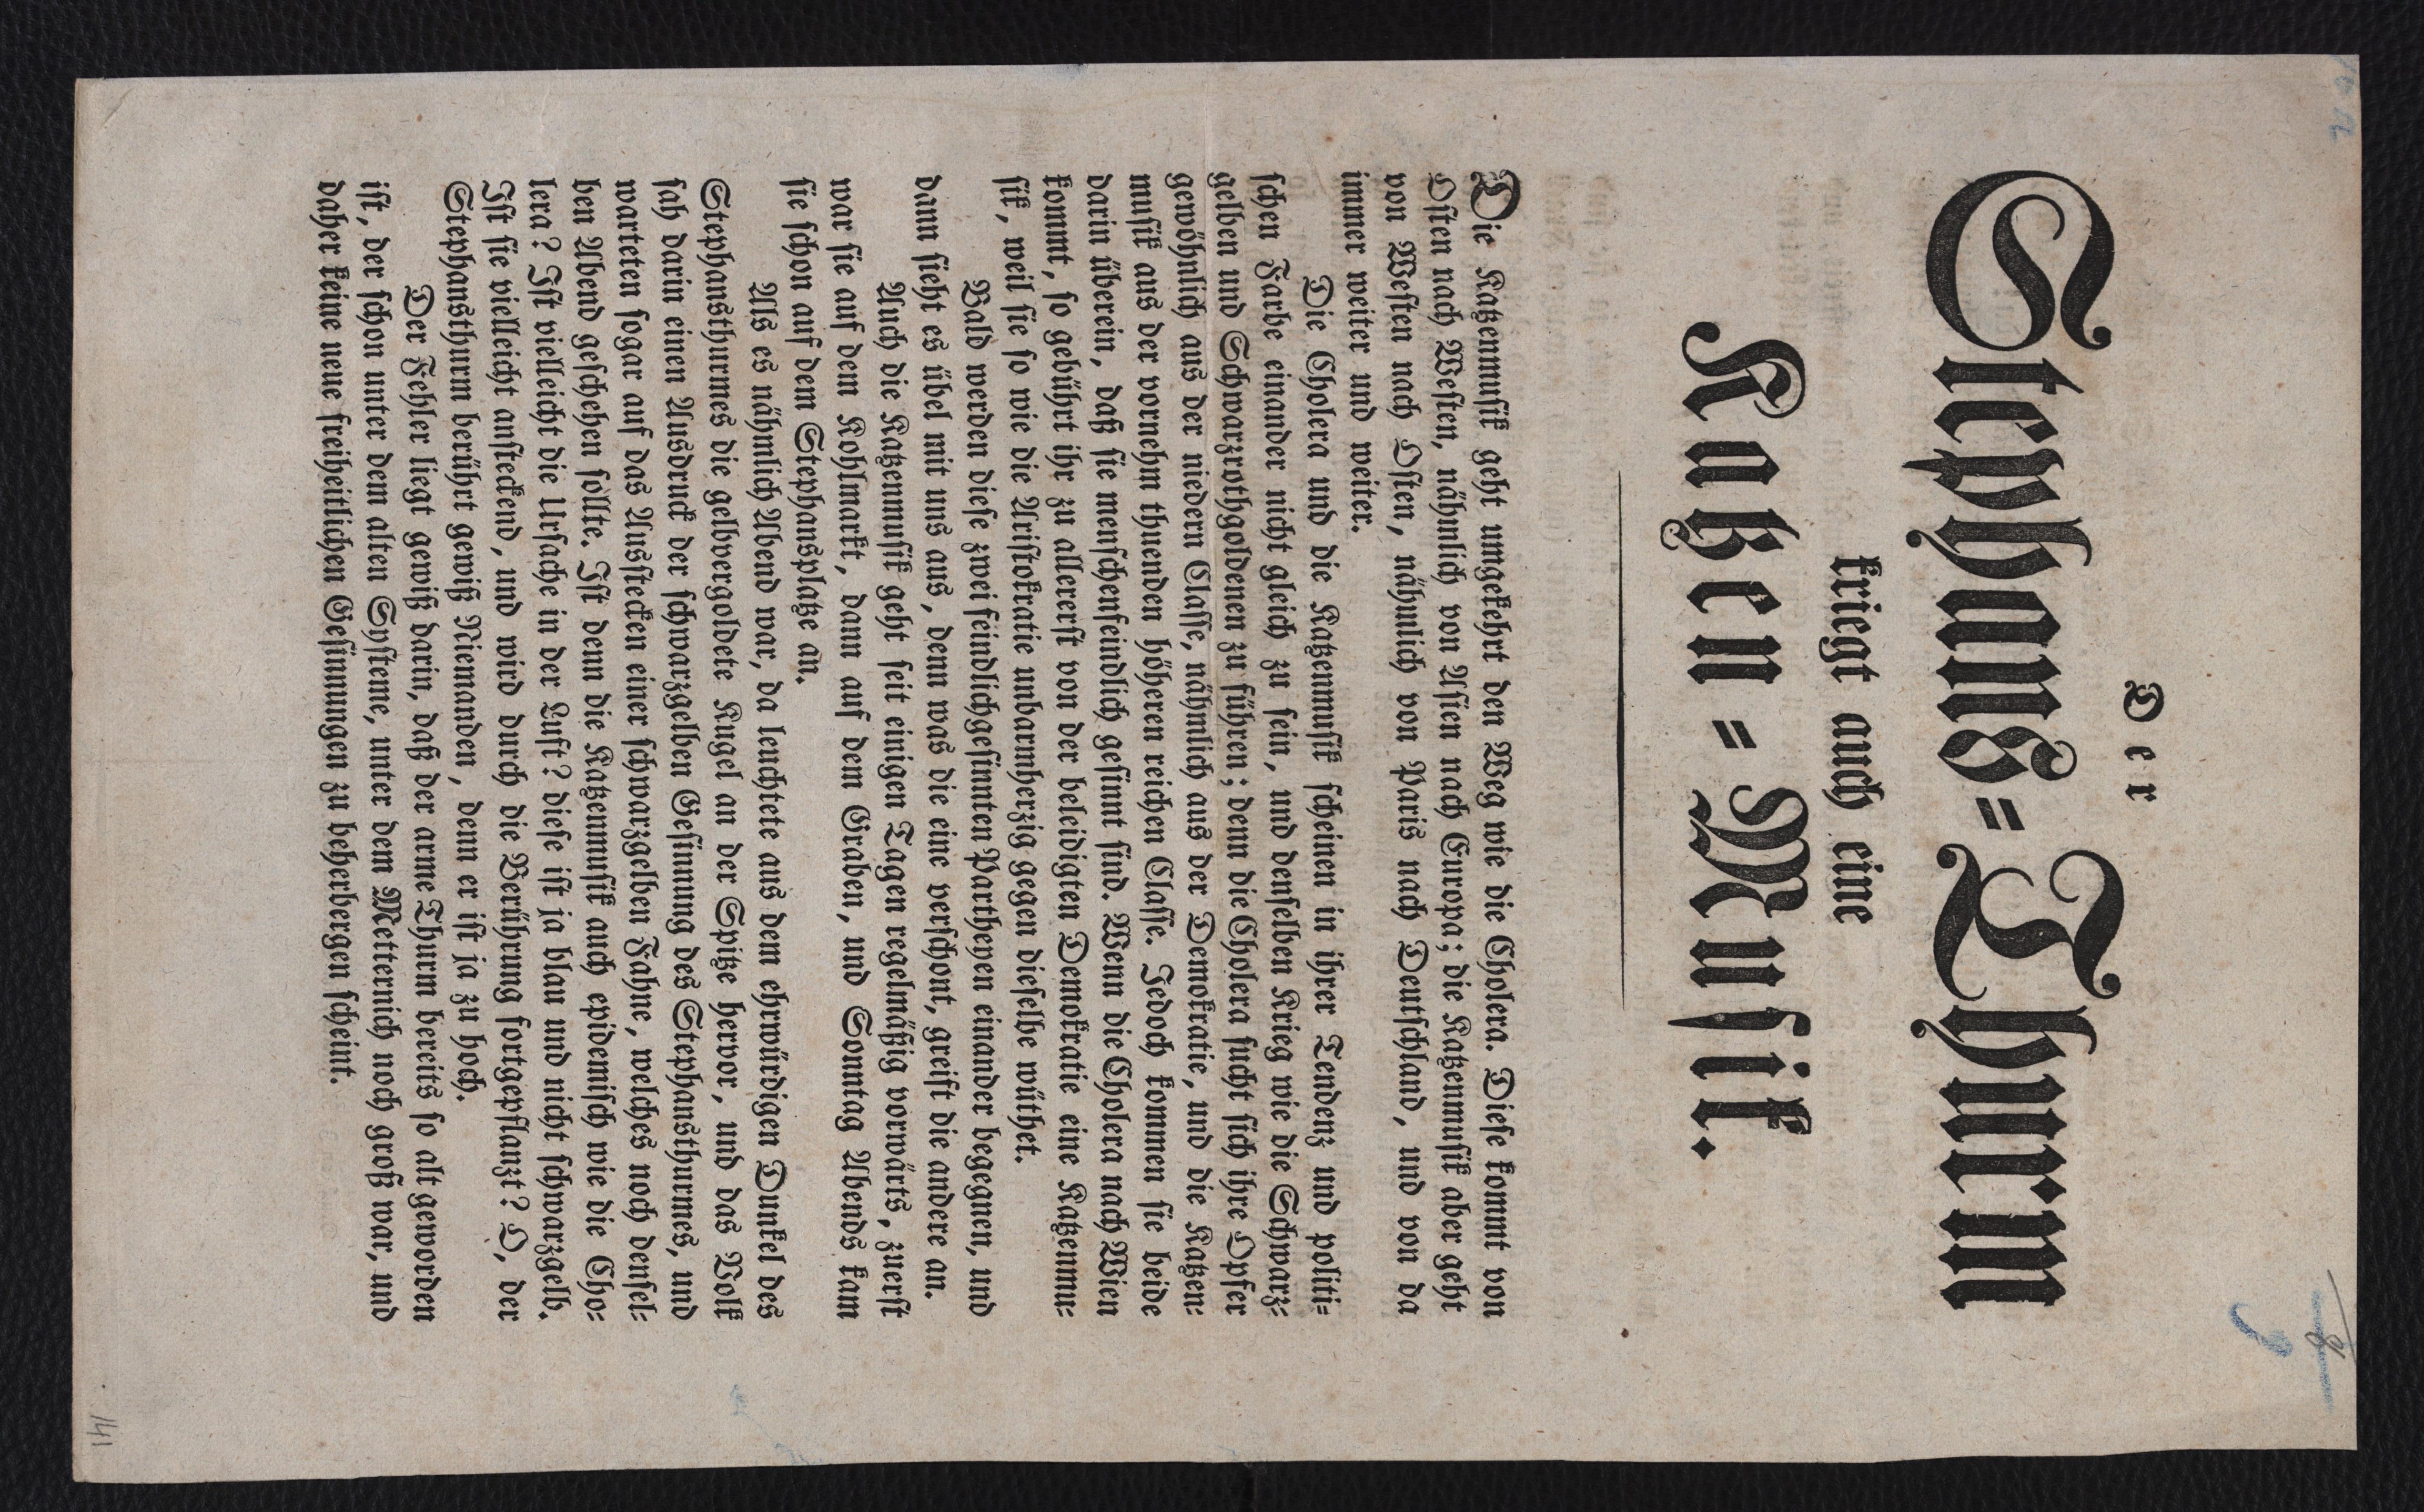 Der
Stephans-Thurm
kriegt auch eine
Katzen-Musik.
Die Katzenmusik geht umgekehrt den Weg wie die Cholera. Diese kommt von
Osten nach Westen, nähmlich von Asien nach Europa; die Katzenmusik aber geht
von Westen nach Osten, nähmlich von Paris nach Deutschland, und von da
immer weiter und weiter.
Die Cholera und die Katzenmusik scheinen in ihrer Tendenz und politi-
schen Farbe einander nicht gleich zu sein, und denselben Krieg wie die Schwarz-
gelben und Schwarzrothgoldenen zu führen; denn die Cholera sucht sich ihre Opfer
gewöhnlich aus der niedern Classe, nähmlich aus der Demokratie, und die Katzen-
musik aus der vornehm thuenden höheren reichen Classe. Jedoch kommen sie beide
darin überein, daß sie menschenfeindlich gesinnt sind. Wenn die Cholera nach Wien
kommt, so gebührt ihr zu allererst von der beleidigten Demokratie eine Katzenmu-
sik, weil sie so wie die Aristokratie unbarmherzig gegen dieselbe wüthet.
Bald werden diese zwei feindlichgesinnten Partheyen einander begegnen, und
dann sieht es übel mit uns aus, denn was die eine verschont, greift die andere an.
Auch die Katzenmusik geht seit einigen Tagen regelmäßig vorwärts, zuerst
war sie auf dem Kohlmarkt, dann auf dem Graben, und Sonntag Abends kam
sie schon auf dem Stephansplatze an.
Als es nähmlich Abend war, da leuchtete aus dem ehrwürdigen Dunkel des
Stephansthurmes die gelbvergoldete Kugel an der Spitze hervor, und das Volk
sah darin einen Ausdruck der schwarzgelben Gesinnung des Stephansthurmes, und
warteten sogar auf das Ausstecken einer schwarzgelben Fahne, welches noch densel-
ben Abend geschehen sollte. Ist denn die Katzenmusik auch epidemisch wie die Cho-
lera? Ist vielleicht die Ursache in der Luft? diese ist ja blau und nicht schwarzgelb.
Ist sie vielleicht ansteckend, und wird durch die Berührung fortgepflanzt? O, der
Stephansthurm berührt gewiß Niemanden, denn er ist ja zu hoch.
Der Fehler liegt gewiß darin, daß der arme Thurm bereits so alt geworden
ist, der schon unter dem alten Systeme, unter dem Metternich noch groß war, und
daher keine neue freiheitlichen Gesinnungen zu beherbergen scheint.
141